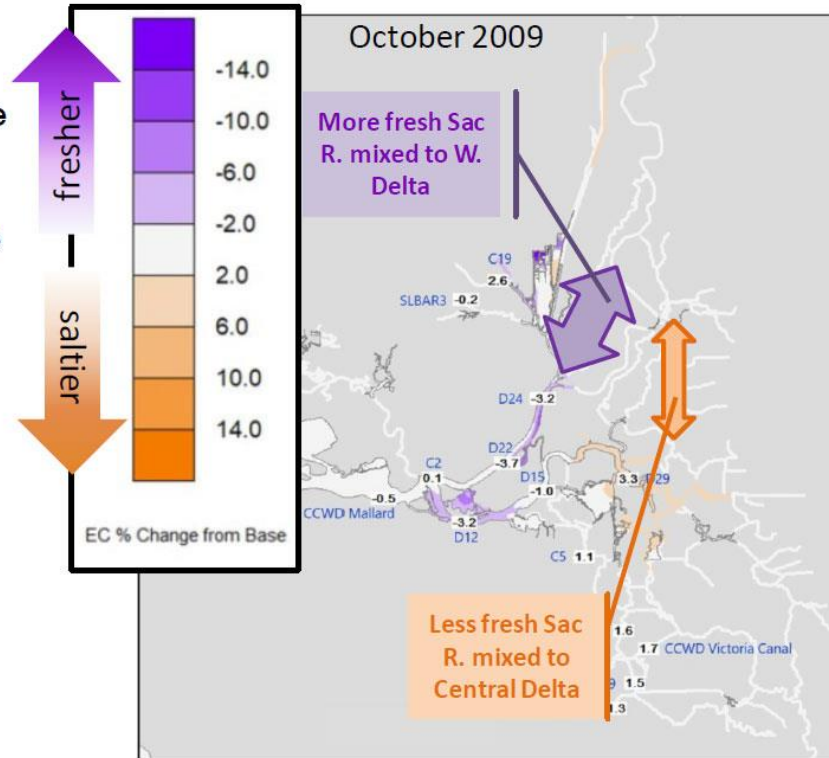 October 2009
fresher
saltier
-14.0
-10.0
-6.0
-2.0
2.0
6.0
10.0
14.0
EC % Change from Base
More fresh Sac
R. mixed to W.
Delta
C19
2.6
SLBAR3 -0.2
D24 -3.2
D22
-3.7
D15
-1.0
C2
0.1
-0.5
CCWD Mallard
-3.2
D12
3.3 D29
C5 1.1
Less fresh Sac
R. mixed to
Central Delta
1.6
1.7 CCWD Victoria Canal
9 1.5
1.3